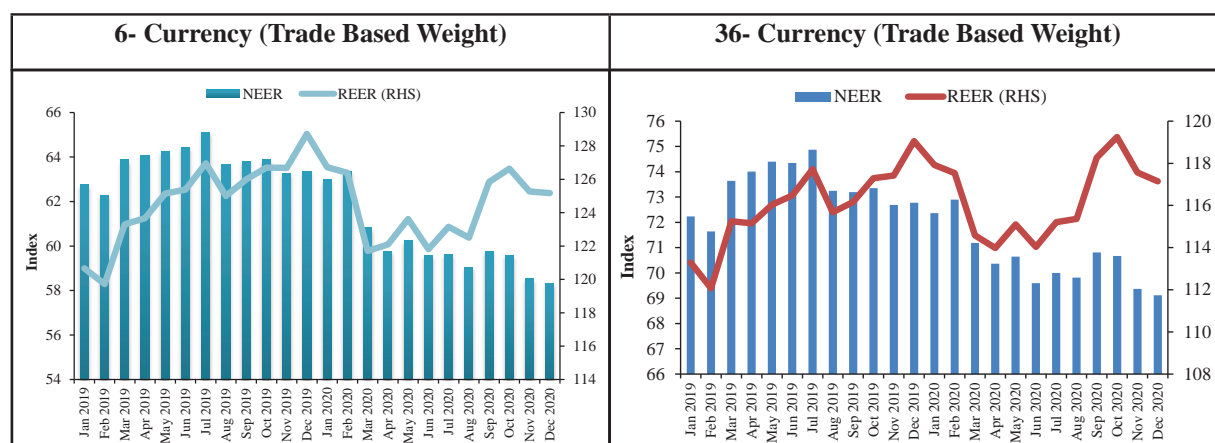 6- Currency (Trade Based Weight)
36- Currency (Trade Based Weight)
NEER
REER (RHS)
Index
66
64
62
60
58
56
54
130
128
126
124
122
120
118
116
114
Jan 2019
Feb 2019
Mar 2019
Apr 2019
May 2019
Jun 2019
Jul 2019
Aug 2019
Sep 2019
Oct 2019
Nov 2019
Dec 2019
Jan 2020
Feb 2020
Mar 2020
Apr 2020
May 2020
Jun 2020
Jul 2020
Aug 2020
Sep 2020
Oct 2020
Nov 2020
Dec 2020
NEER
REER (RHS)
Index
76
75
74
73
72
71
70
69
68
67
66
120
118
116
114
112
110
108
Jan 2019
Feb 2019
Mar 2019
Apr 2019
May 2019
Jun 2019
Jul 2019
Aug 2019
Sep 2019
Oct 2019
Nov 2019
Dec 2019
Jan 2020
Feb 2020
Mar 2020
Apr 2020
May 2020
Jun 2020
Jul 2020
Aug 2020
Sep 2020
Oct 2020
Nov 2020
Dec 2020